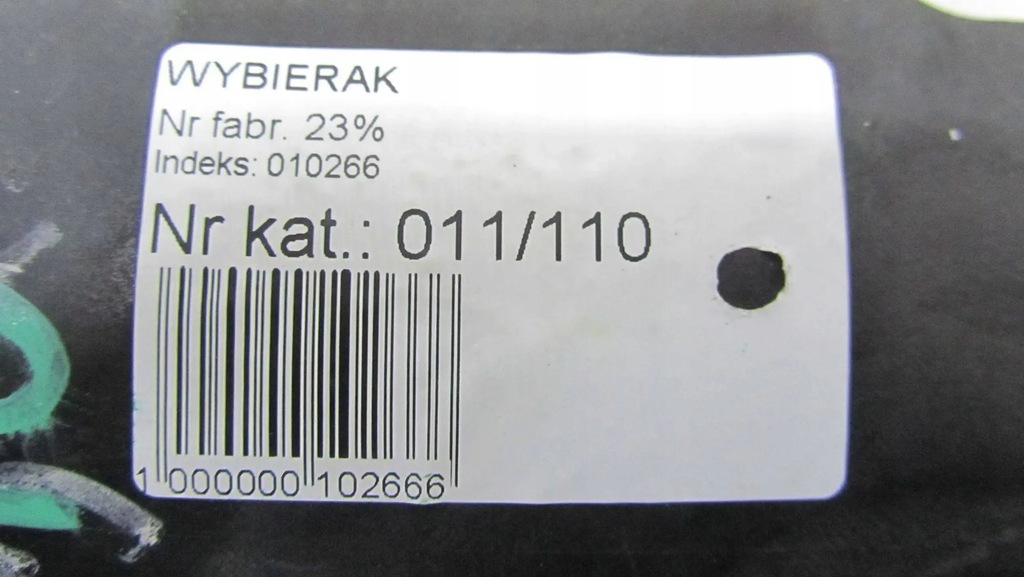 WYBIERAK
Nr fabr. 23%
Indeks: 010266
Nr kat.: 011/110
1 000000 102666